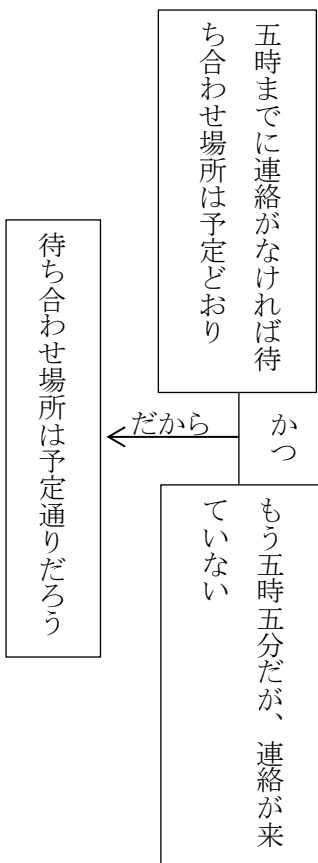 五時までに連絡がなければ待
ち合わせ場所は予定どおり
かつ
もう五時五分だが、連絡が来
ていない
だから
待ち合わせ場所は予定通りだろう